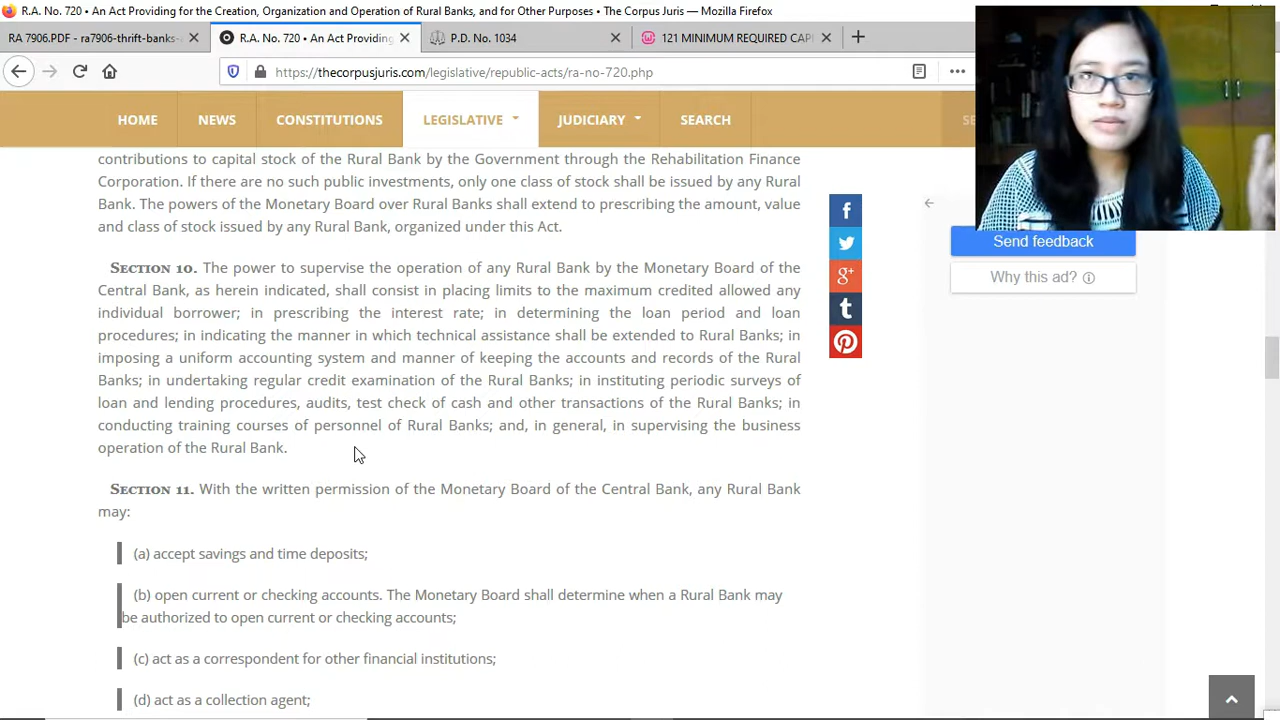 R.A. No. 720 • An Act Providing for the Creation, Organization and Operation of Rural Banks, and for Other Purposes • The Corpus Juris — Mozilla Firefox
RA 7906.PDF - ra7906-thrift-banks-
R.A. No. 720 • An Act Providing
P.D. No. 1034
121 MINIMUM REQUIRED CAP
https://thecorpusjuris.com/legislative/republic-acts/ra-no-720.php
HOME
NEWS
CONSTITUTIONS
LEGISLATIVE
JUDICIARY
SEARCH
SE
contributions to capital stock of the Rural Bank by the Government through the Rehabilitation Finance
Corporation. If there are no such public investments, only one class of stock shall be issued by any Rural
Bank. The powers of the Monetary Board over Rural Banks shall extend to prescribing the amount, value
and class of stock issued by any Rural Bank, organized under this Act.
SECTION 10. The power to supervise the operation of any Rural Bank by the Monetary Board of the
Central Bank, as herein indiced, shall consist in placing limits to the maximum credited allowed any
individual borrower; in prescribing the interest rate; in determining the loan period and loan
procedures; in indicating the manner in which technical assistance shall be extended to Rural Banks; in
imposing a uniform accounting system and manner of keeping the accounts and records of the Rural
Banks; in undertaking regular credit examination of the Rural Banks; in instituting periodic surveys of
loan and lending procedures, audits, test check of cash and other transactions of the Rural Banks; in
conducting training courses of personnel of Rural Banks; and, in general, in supervising the business
operation of the Rural Bank.
SECTION 11. With the written permission of the Monetary Board of the Central Bank, any Rural Bank
may:
(a) accept savings and time deposits;
(b) open current or checking accounts. The Monetary Board shall determine when a Rural Bank may
be authorized to open current or checking accounts;
(c) act as a correspondent for other financial institutions;
(d) act as a collection agent;
Send feedback
Why this ad?